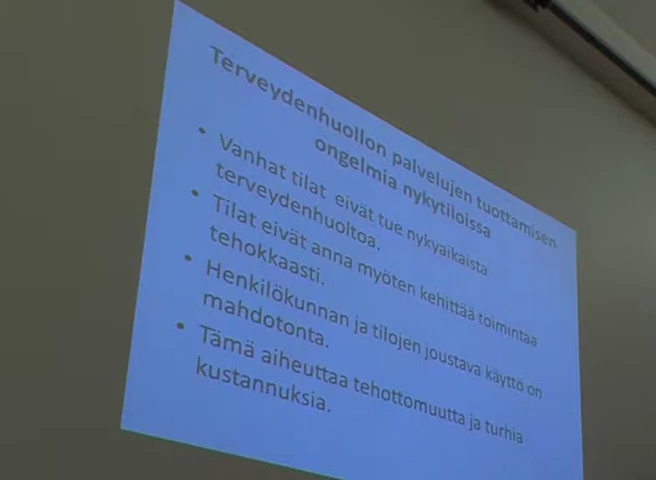 Terveydenhuollon palvelujen tuottamisen
ongelmia nykytiloissa
• Vanhat tilat eivät tue nykyaikaista
terveydenhuoltoa.
• Tilat eivät anna myöten kehittää toimintaa
tehokkaasti.
• Henkilökunnan ja tilojen joustava käyttö on
mahdotonta.
• Tämä aiheuttaa tehottomuutta ja turhia
kustannuksia.